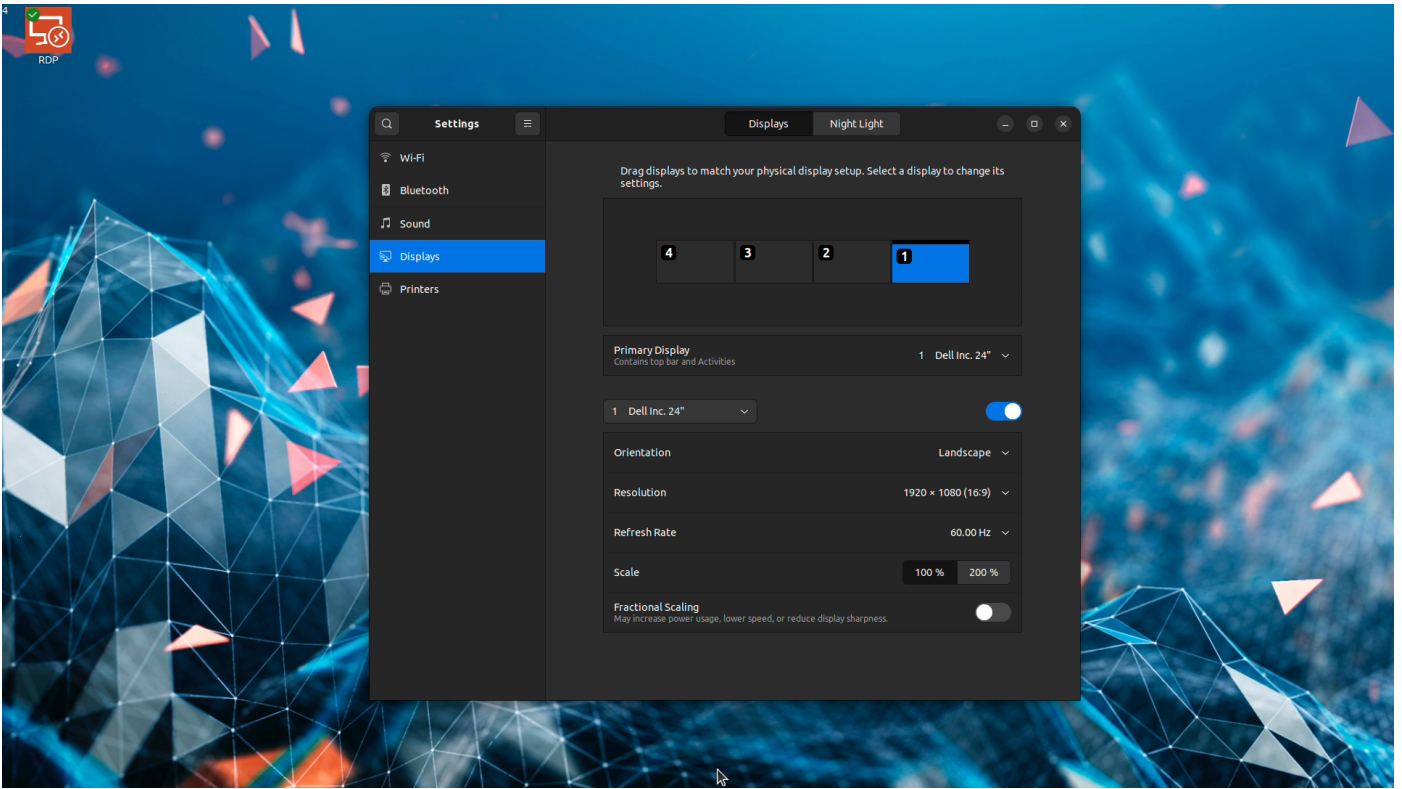 4
RDP
Settings
Displays
Night Light
Wi-Fi
Bluetooth
Sound
Displays
Printers
Drag displays to match your physical display setup. Select a display to change its
settings.
4
3
2
1
Primary Display
1 Dell Inc. 24"
Contains top bar and Activities
1 Dell Inc. 24"
Orientation
Landscape
Resolution
1920 × 1080 (16:9)
Refresh Rate
60.00 Hz
Scale
100 %
200 %
Fractional Scaling
May increase power usage, lower speed, or reduce display sharpness.